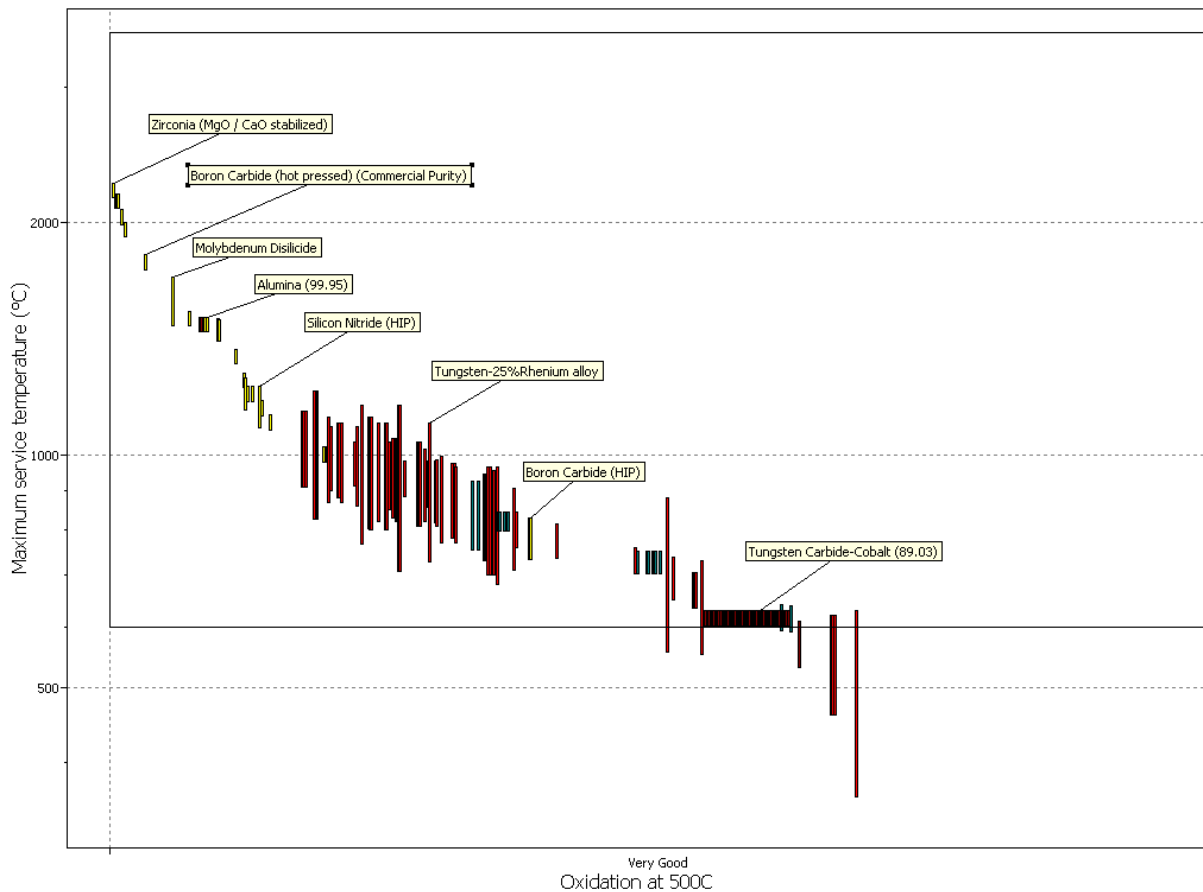 Zirconia (MgO / CaO stabilized)
Boron Carbide (hot pressed) (Commercial Purity)
2000
Molybdenum Disilicide
Alumina (99.95)
Silicon Nitride (HIP)
Maximum service temperature (ºC)
Tungsten-25%Rhenium alloy
1000
Boron Carbide (HIP)
Tungsten Carbide-Cobalt (89.03)
500
Very Good
Oxidation at 500C